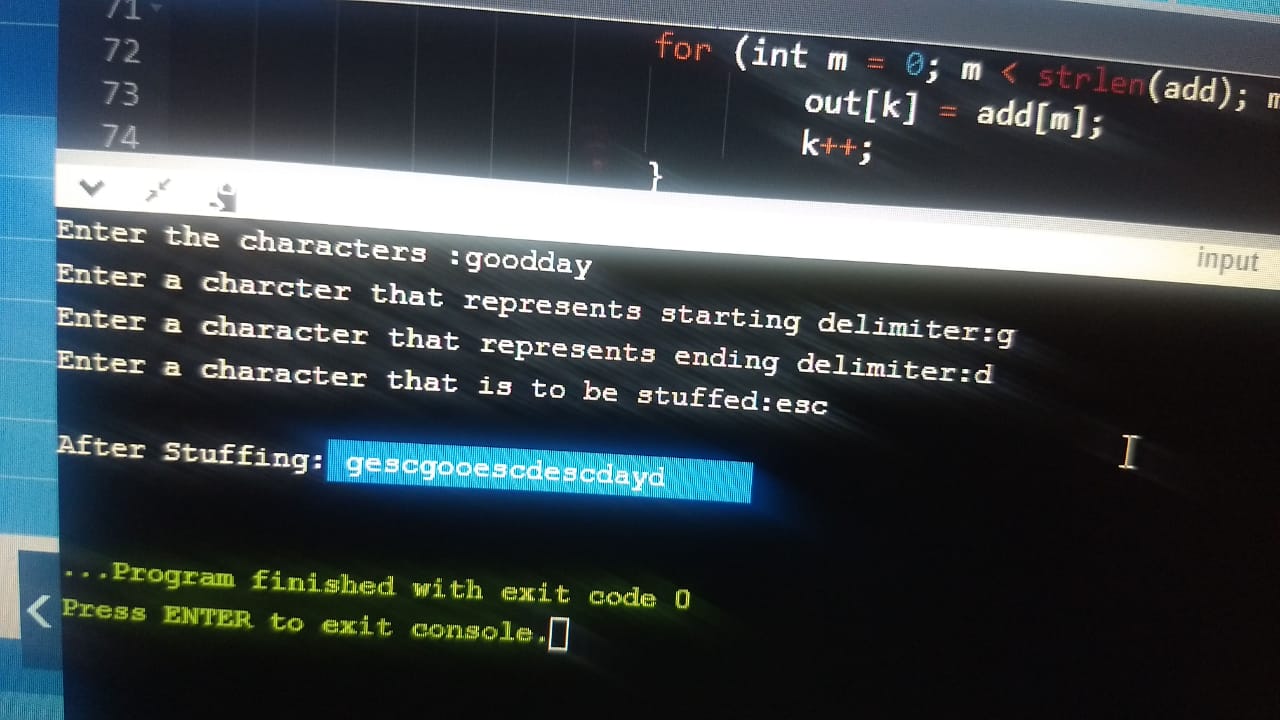 71
72 for (int m = 0; m < strlen(add); m
73 out[k] = add[m];
74 k++;
}
input
Enter the characters :goodday
Enter a charcter that represents starting delimiter:g
Enter a character that represents ending delimiter:d
Enter a character that is to be stuffed:esc
After Stuffing: gescgooescdescdayd
...Program finished with exit code 0
Press ENTER to exit console.